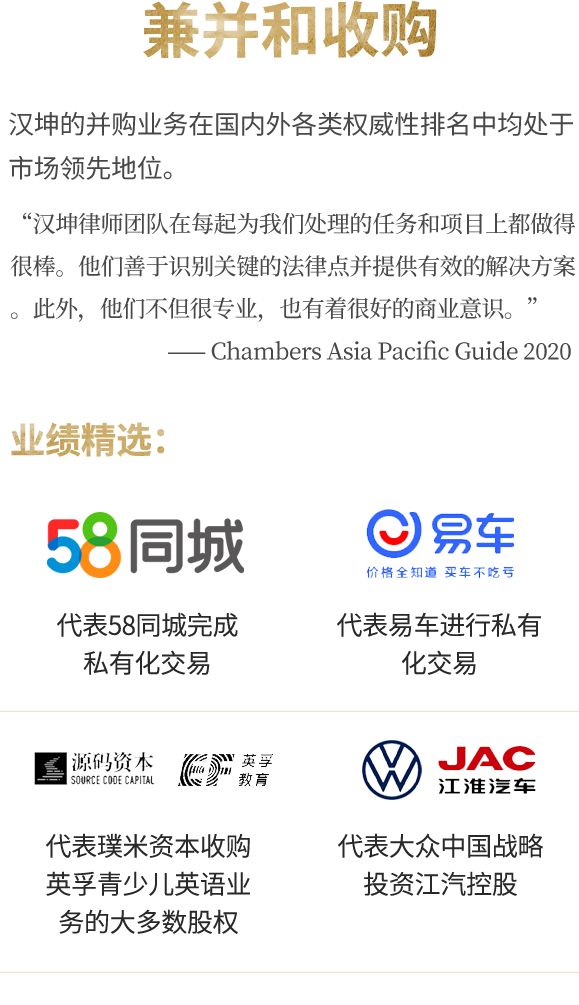 兼并和收购
汉坤的并购业务在国内外各类权威性排名中均处于
市场领先地位。
“汉坤律师团队在每起为我们处理的任务和项目上都做得
很棒。他们善于识别关键的法律点并提供有效的解决方案
。此外，他们不但很专业，也有着很好的商业意识。”
—— Chambers Asia Pacific Guide 2020
业绩精选：
58同城
易车
价格全知道 买车不吃亏
代表58同城完成
私有化交易
代表易车进行私有
化交易
源码资本
SOURCE CODE CAPITAL
EF
英孚
教育
JAC
江淮汽车
代表璞米资本收购
英孚青少儿英语业
务的大多数股权
代表大众中国战略
投资江汽控股